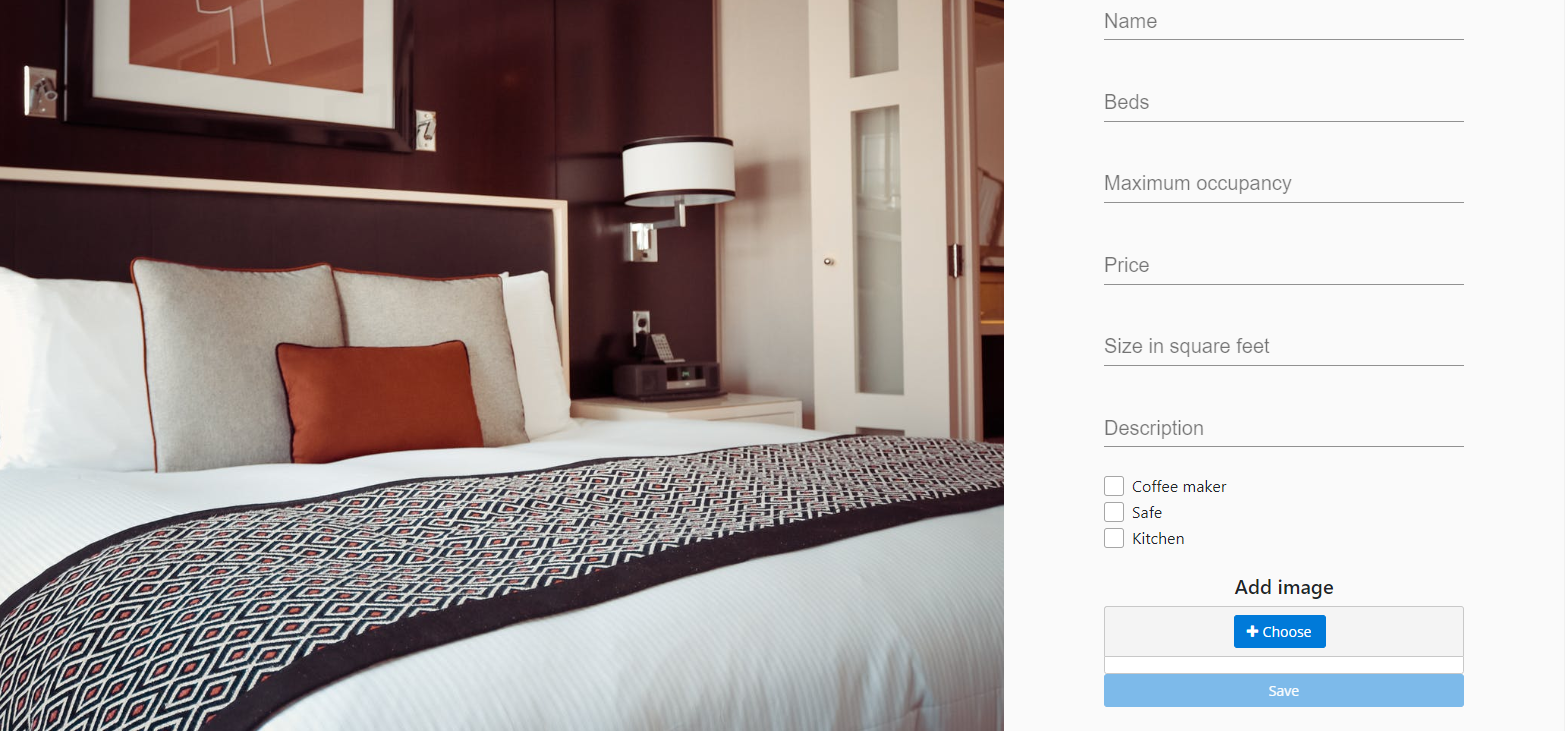 Name
Beds
Maximum occupancy
Price
Size in square feet
Description
Coffee maker
Safe
Kitchen
Add image
Choose
Save